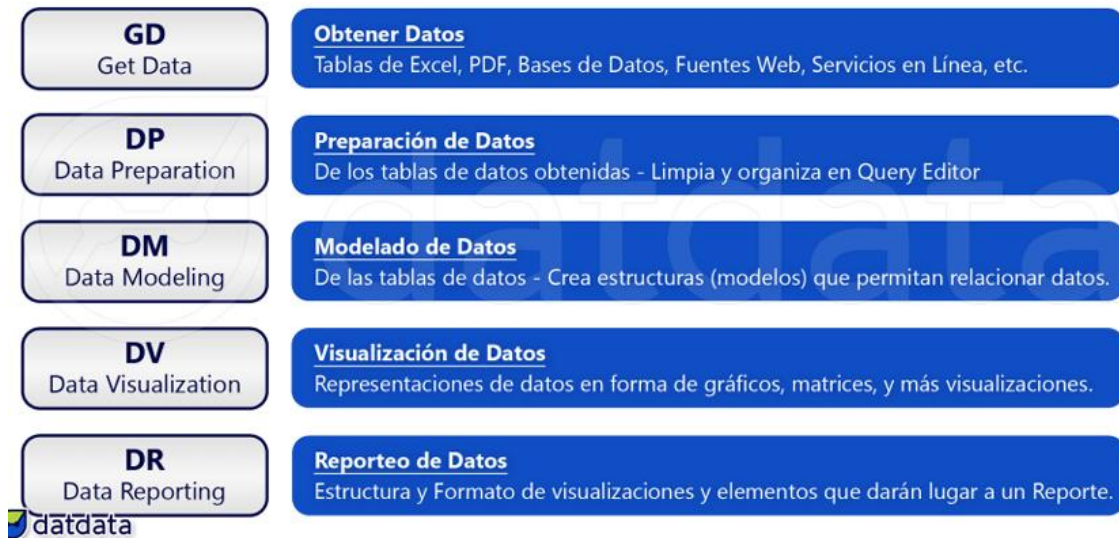 GD
Get Data
Obtener Datos
Tablas de Excel, PDF, Bases de Datos, Fuentes Web, Servicios en Línea, etc.
DP
Data Preparation
Preparación de Datos
De los tablas de datos obtenidas - Limpia y organiza en Query Editor
DM
Data Modeling
Modelado de Datos
De las tablas de datos - Crea estructuras (modelos) que permitan relacionar datos.
DV
Data Visualization
Visualización de Datos
Representaciones de datos en forma de gráficos, matrices, y más visualizaciones.
DR
Data Reporting
Reporteo de Datos
Estructura y Formato de visualizaciones y elementos que darán lugar a un Reporte.
datdata
datdata